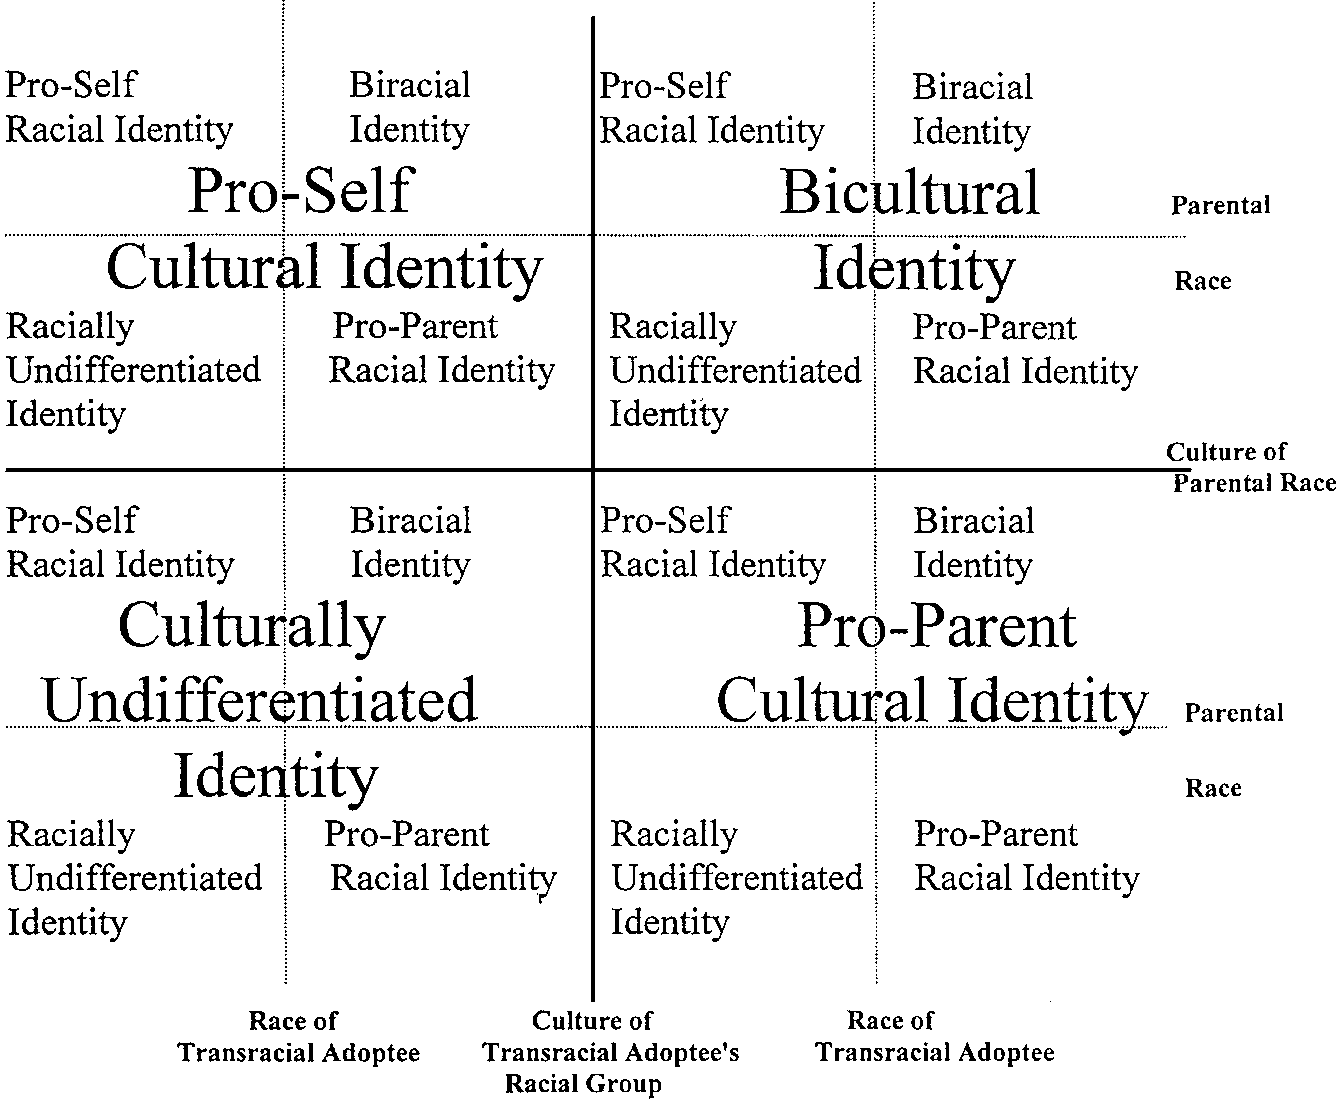 Pro-Self
Racial Identity
Biracial
Identity
Pro-Self
Cultural Identity
Racially
Undifferentiated
Identity
Pro-Parent
Racial Identity
Pro-Self
Racial Identity
Biracial
Identity
Bicultural
Identity
Racially
Undifferentiated
Identity
Pro-Parent
Racial Identity
Parental
Race
Culture of
Parental Race
Pro-Self
Racial Identity
Biracial
Identity
Culturally
Undifferentiated
Identity
Racially
Undifferentiated
Identity
Pro-Parent
Racial Identity
Pro-Self
Racial Identity
Biracial
Identity
Pro-Parent
Cultural Identity
Racially
Undifferentiated
Identity
Pro-Parent
Racial Identity
Parental
Race
Race of
Transracial Adoptee
Culture of
Transracial Adoptee's
Racial Group
Race of
Transracial Adoptee